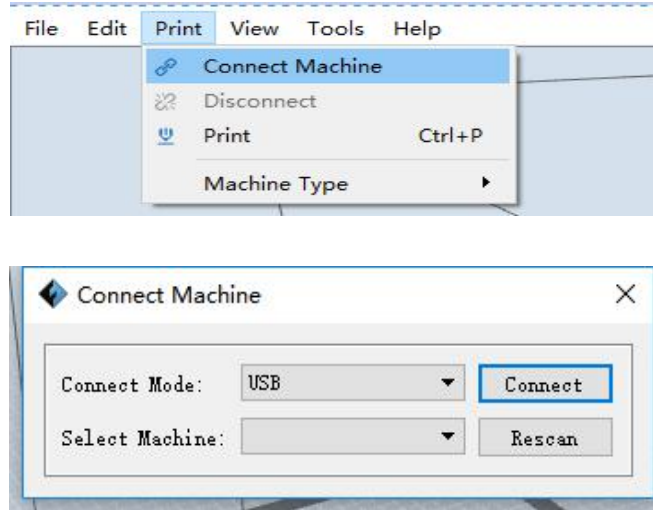 File Edit Print View Tools Help
Connect Machine
Disconnect
Print Ctrl+P
Machine Type
Connect Machine
Connect Mode: USB Connect
Select Machine: Rescan